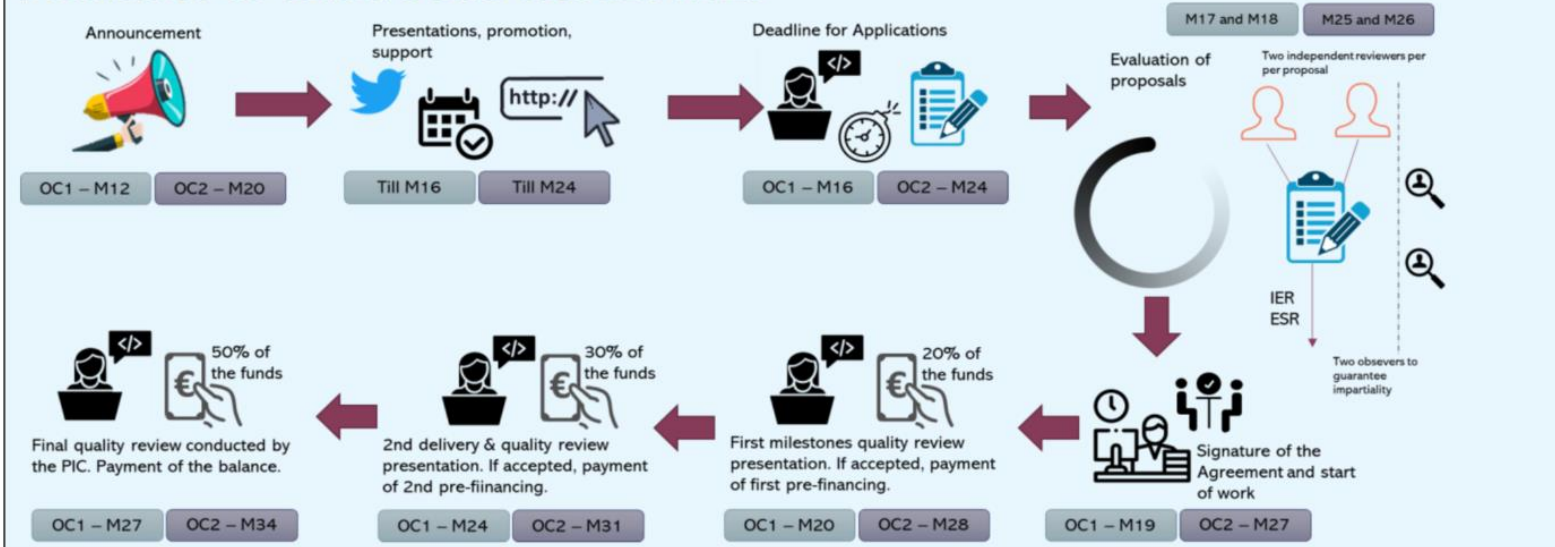 Announcement
OC1 – M12
OC2 – M20
Presentations, promotion,
support
http://
Till M16
Till M24
Deadline for Applications
</>
OC1 – M16
OC2 – M24
M17 and M18
M25 and M26
Evaluation of
proposals
Two independent reviewers per
per proposal
IER
ESR
Two obsevers to
guarantee
impartiality
Signature of the
Agreement and start
of work
OC1 – M19
OC2 – M27
</>
20% of
the funds
€
First milestones quality review
presentation. If accepted, payment
of first pre-financing.
OC1 – M20
OC2 – M28
</>
30% of
the funds
€
2nd delivery & quality review
presentation. If accepted, payment
of 2nd pre-fiinancing.
OC1 – M24
OC2 – M31
</>
50% of
the funds
€
Final quality review conducted by
the PIC. Payment of the balance.
OC1 – M27
OC2 – M34